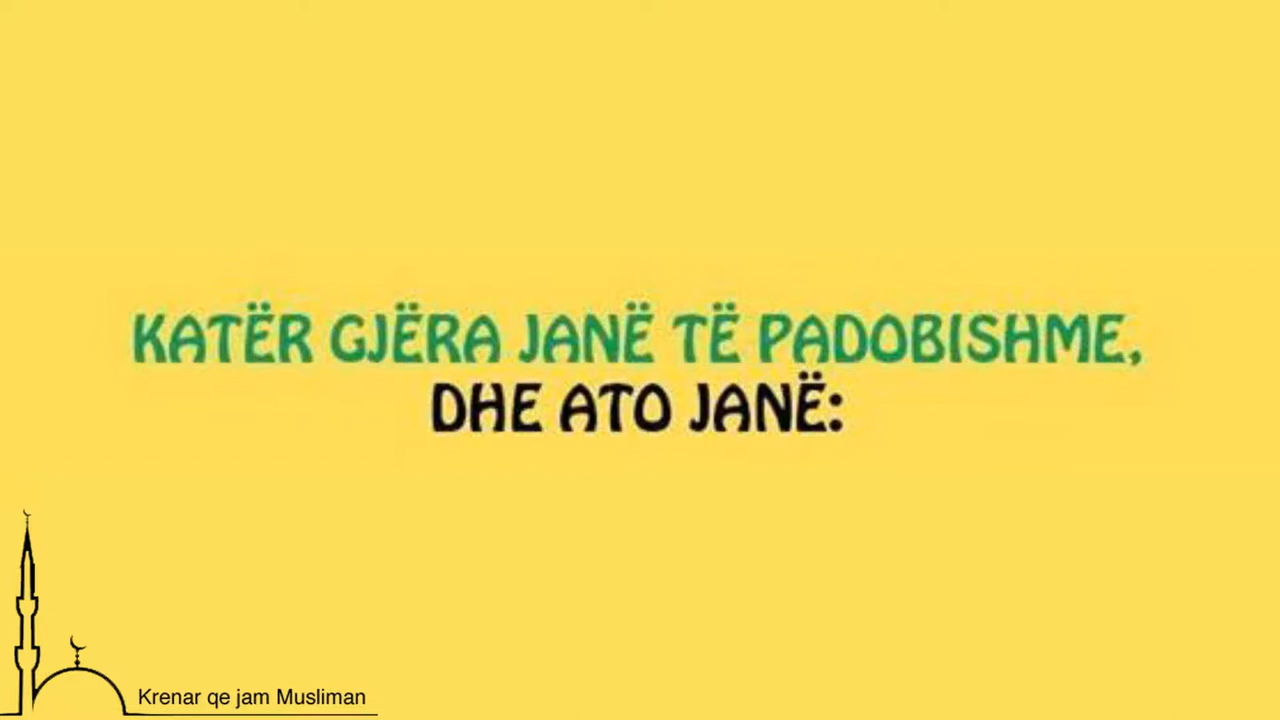 KATËR GJËRA JANË TË PADOBISHME,
DHE ATO JANË:
Krenar qe jam Musliman